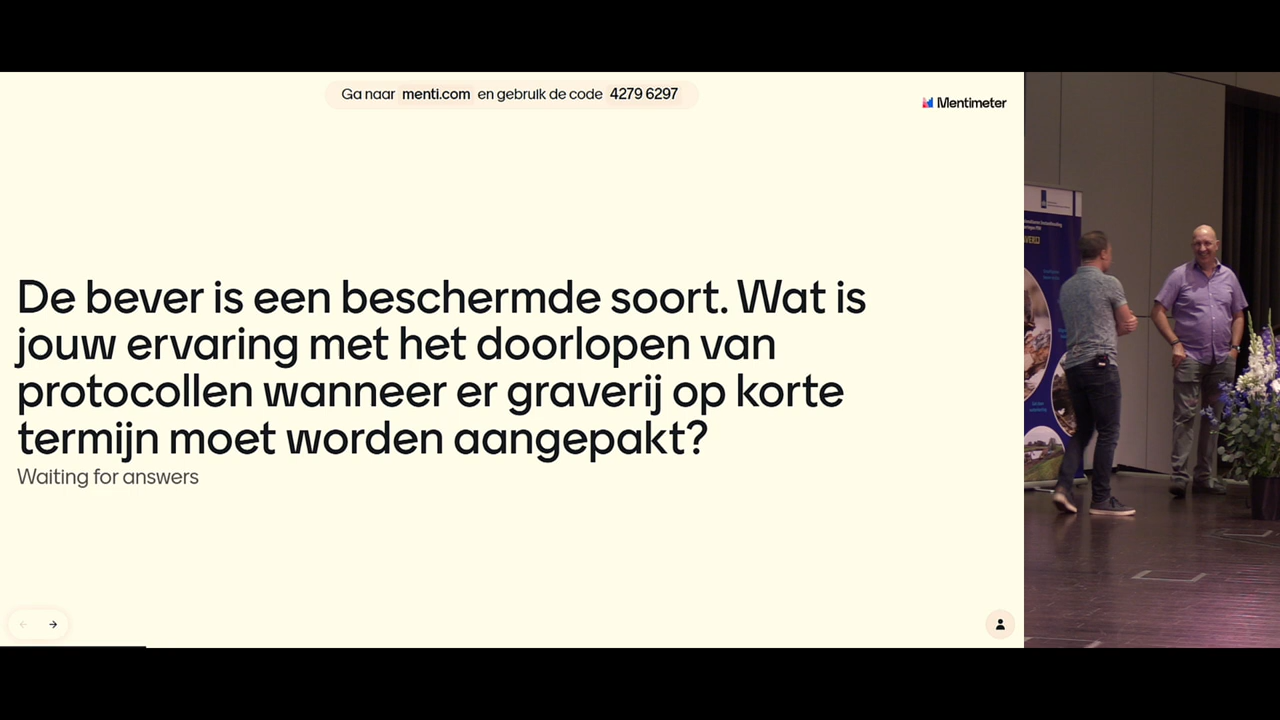 Ga naar menti.com en gebruik de code 4279 6297
Mentimeter
De bever is een beschermde soort. Wat is
jouw ervaring met het doorlopen van
protocollen wanneer er graverij op korte
termijn moet worden aangepakt?
Waiting for answers